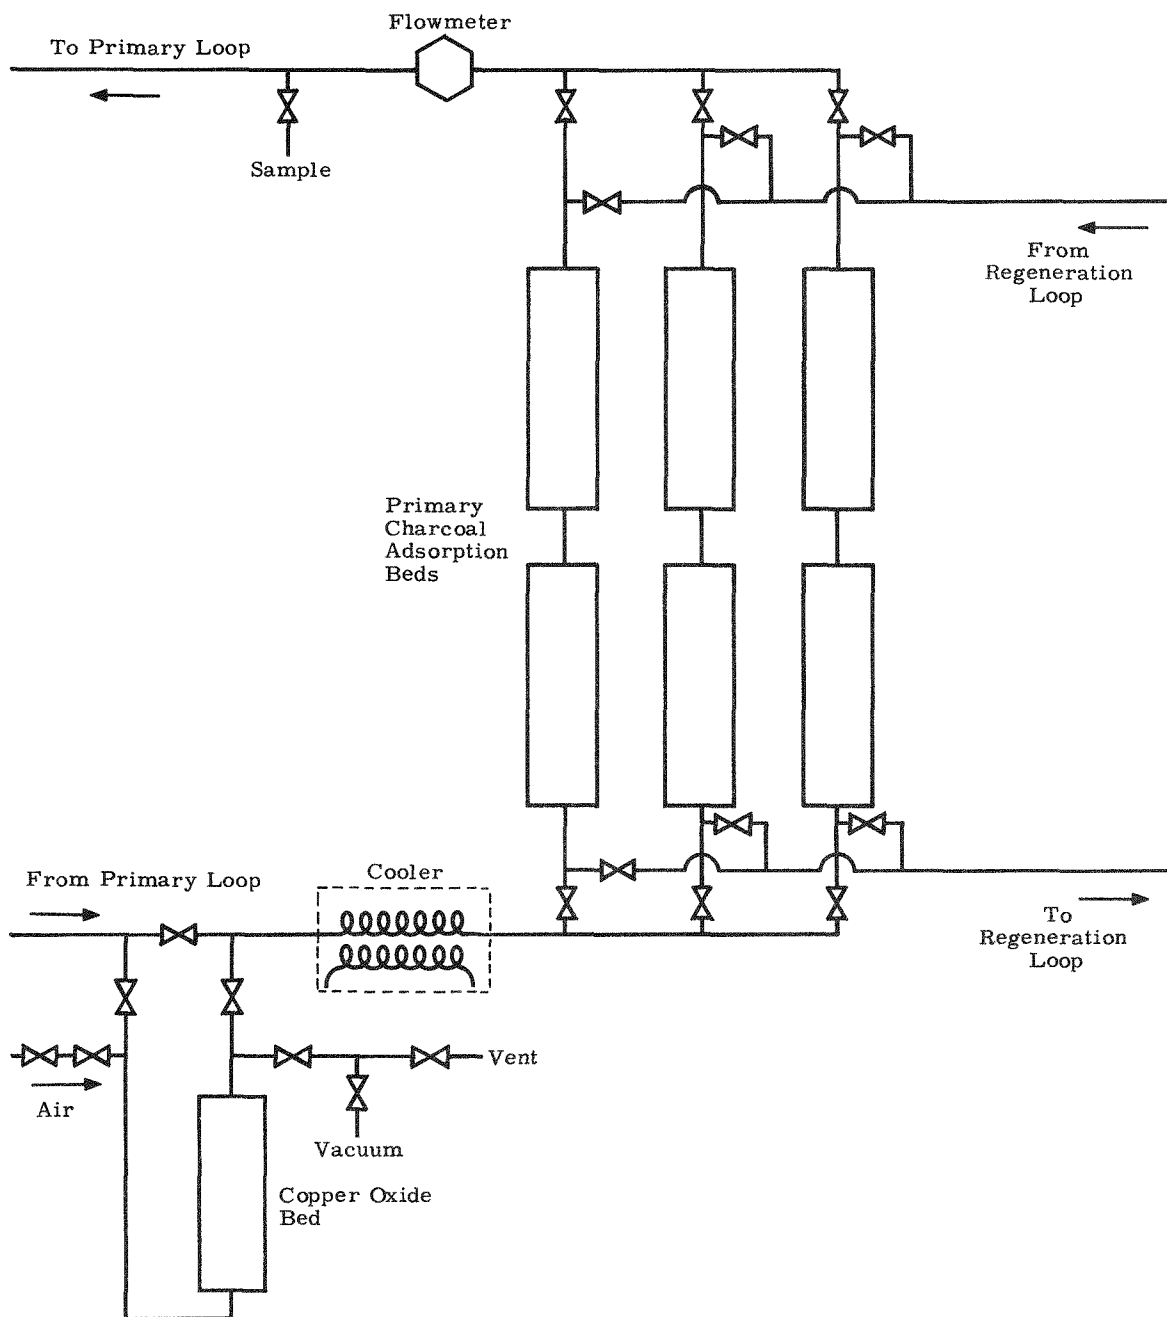 Flowmeter
To Primary Loop
Sample
From
Regeneration
Loop
Primary
Charcoal
Adsorption
Beds
From Primary Loop
Cooler
To
Regeneration
Loop
Air
Vent
Vacuum
Copper Oxide
Bed